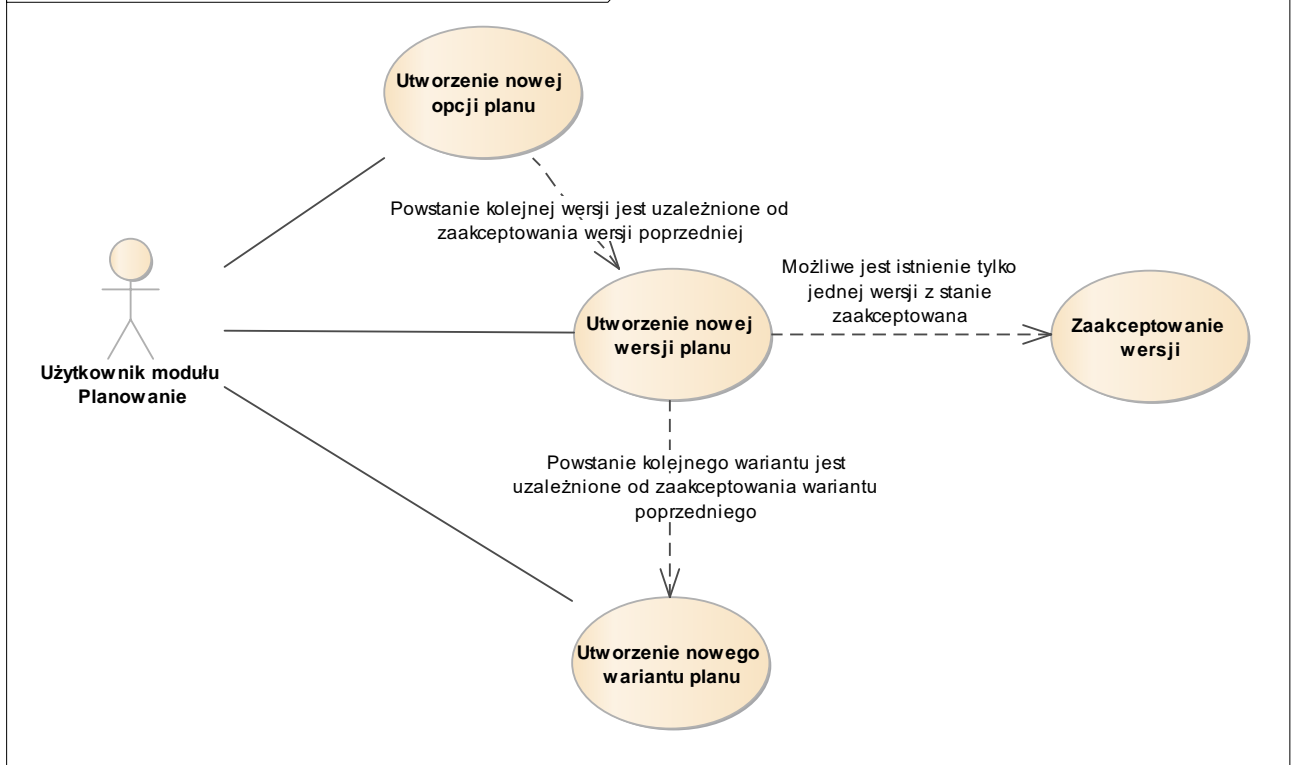 Utworzenie nowej
opcji planu
Powstanie kolejnej wersji jest uzależnione od
zaakceptowania wersji poprzedniej
Możliwe jest istnienie tylko
jednej wersji z stanie
zaakceptowana
Utworzenie nowej
wersji planu
Zaakceptowanie
wersji
Użytkownik modułu
Planowanie
Powstanie kolejnego wariantu jest
uzależnione od zaakceptowania wariantu
poprzedniego
Utworzenie nowego
wariantu planu